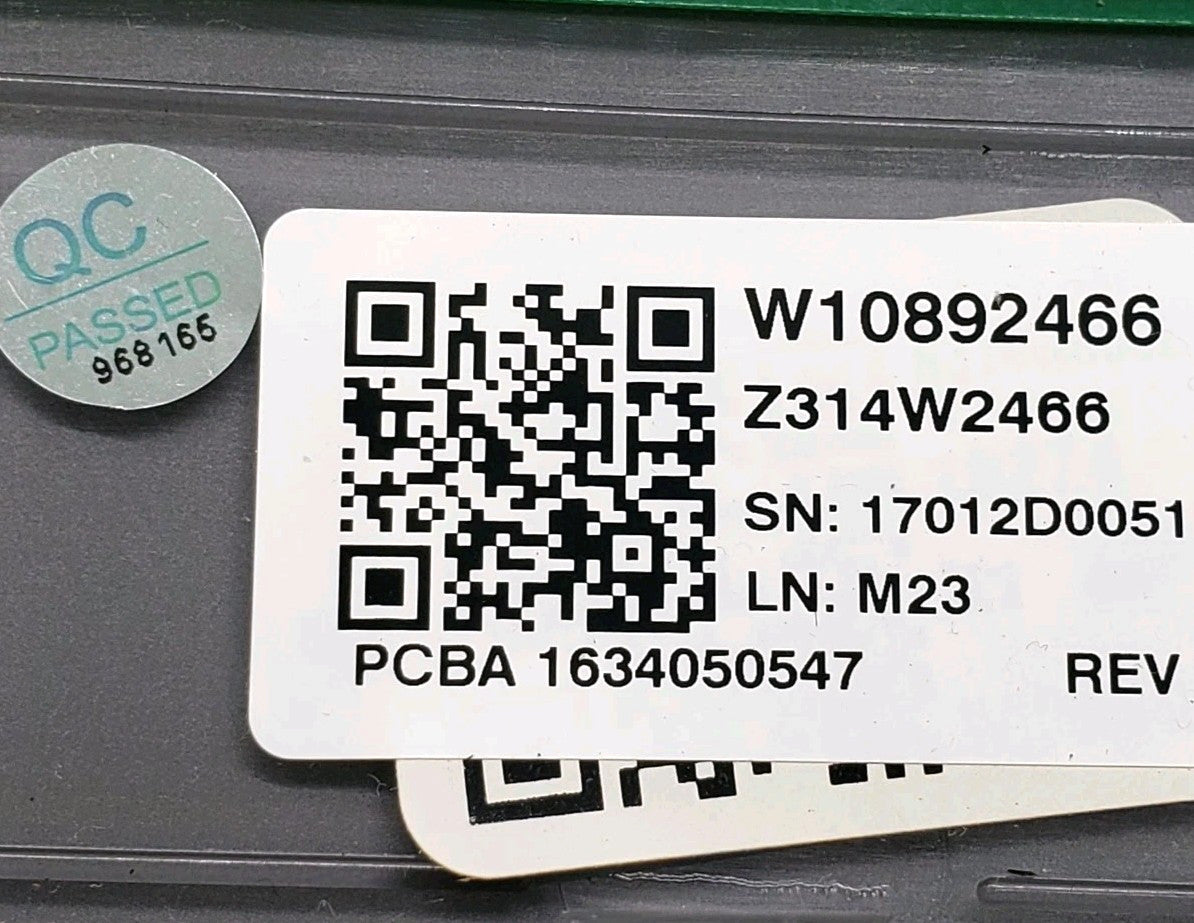 QC
PASSED
968165
W10892466
Z314W2466
SN: 17012D0051
LN: M23
PCBA 1634050547
REV